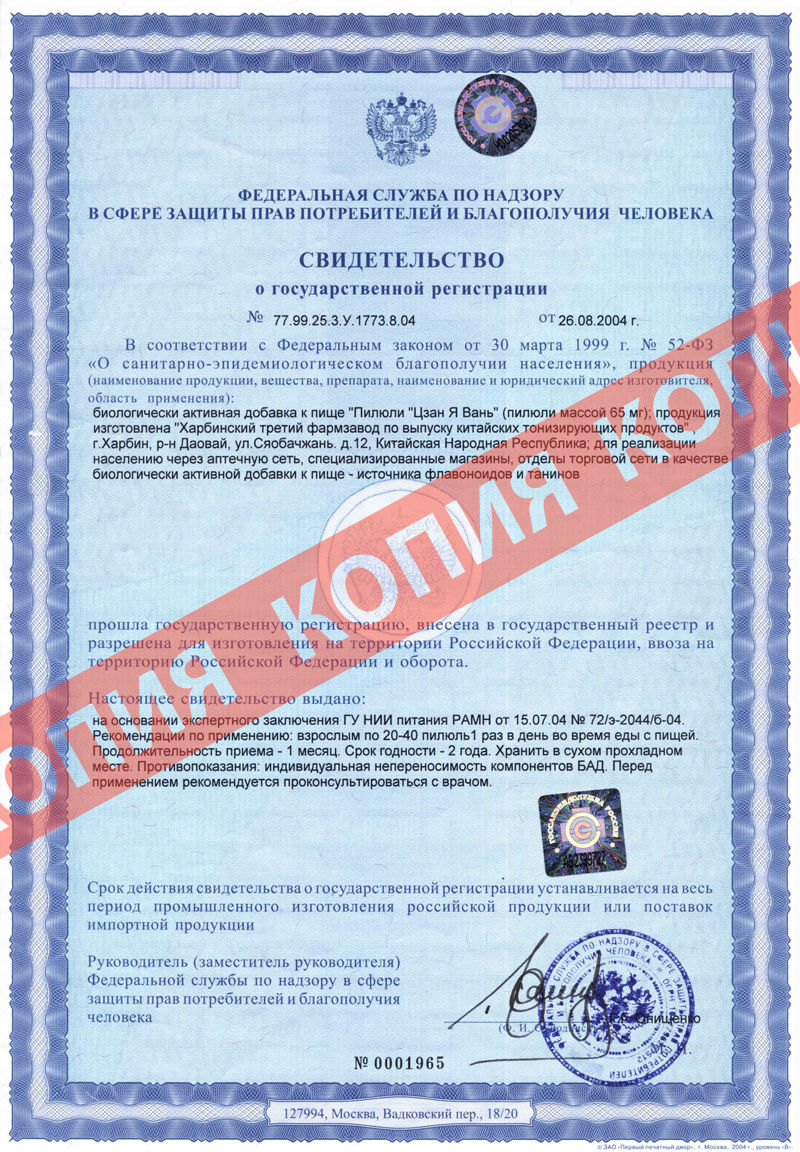 ГОСАНЭПИДСЛУЖБА РОССИИ
ФЕДЕРАЛЬНАЯ СЛУЖБА ПО НАДЗОРУ
В СФЕРЕ ЗАЩИТЫ ПРАВ ПОТРЕБИТЕЛЕЙ И БЛАГОПОЛУЧИЯ ЧЕЛОВЕКА
СВИДЕТЕЛЬСТВО
о государственной регистрации
№ 77.99.25.3.У.1773.8.04 от 26.08.2004 г.
В соответствии с Федеральным законом от 30 марта 1999 г. № 52-ФЗ
«О санитарно-эпидемиологическом благополучии населения», продукция
(наименование продукции, вещества, препарата, наименование и юридический адрес изготовителя,
область применения):
биологически активная добавка к пище "Пилюли "Цзан Я Вань" (пилюли массой 65 мг); продукция
изготовлена "Харбинский третий фармзавод по выпуску китайских тонизирующих продуктов" ,
г.Харбин, р-н Даовай, ул.Сяобачжань. д.12, Китайская Народная Республика; для реализации
населению через аптечную сеть, специализированные магазины, отделы торговой сети в качестве
биологически активной добавки к пище - источника флавоноидов и танинов
КОПИЯ КОПИЯ КОПИЯ КОПИЯ
прошла государственную регистрацию, внесена в государственный реестр и
разрешена для изготовления на территории Российской Федерации, ввоза на
территорию Российской Федерации и оборота.
Настоящее свидетельство выдано:
на основании экспертного заключения ГУ НИИ питания РАМН от 15.07.04 № 72/э-2044/б-04.
Рекомендации по применению: взрослым по 20-40 пилюль1 раз в день во время еды с пищей.
Продолжительность приема - 1 месяц. Срок годности - 2 года. Хранить в сухом прохладном
месте. Противопоказания: индивидуальная непереносимость компонентов БАД. Перед
применением рекомендуется проконсультироваться с врачом.
ГОСАНЭПИДСЛУЖБА РОССИИ
АВ2399707
Срок действия свидетельства о государственной регистрации устанавливается на весь
период промышленного изготовления российской продукции или поставок
импортной продукции
Руководитель (заместитель руководителя)
Федеральной службы по надзору в сфере
защиты прав потребителей и благополучия
человека
Г.Г. Онищенко
№ 0001965
127994, Москва, Вадковский пер., 18/20
© ЗАО «Первый печатный двор», г. Москва, 2004 г., уровень «В».